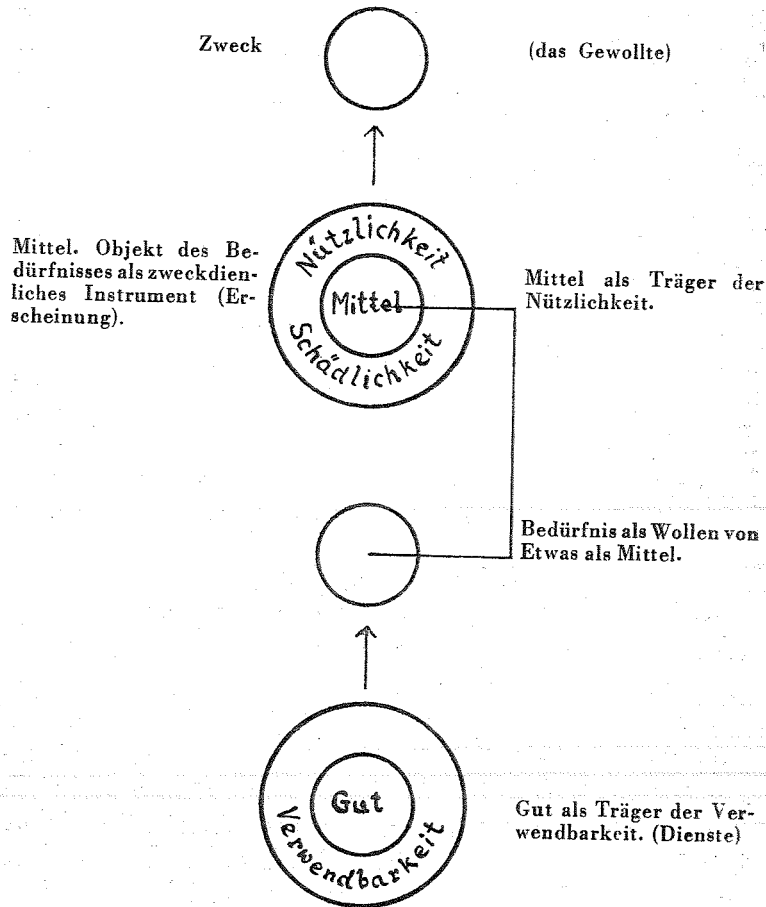 Zweck
(das Gewollte)
Nützlichkeit
Mittel
Schädlichkeit
Mittel. Objekt des Be-
dürfnisses als zweckdien-
liches Instrument (Er-
scheinung).
Mittel als Träger der
Nützlichkeit.
Bedürfnis als Wollen von
Etwas als Mittel.
Gut
Verwendbarkeit
Gut als Träger der Ver-
wendbarkeit. (Dienste)